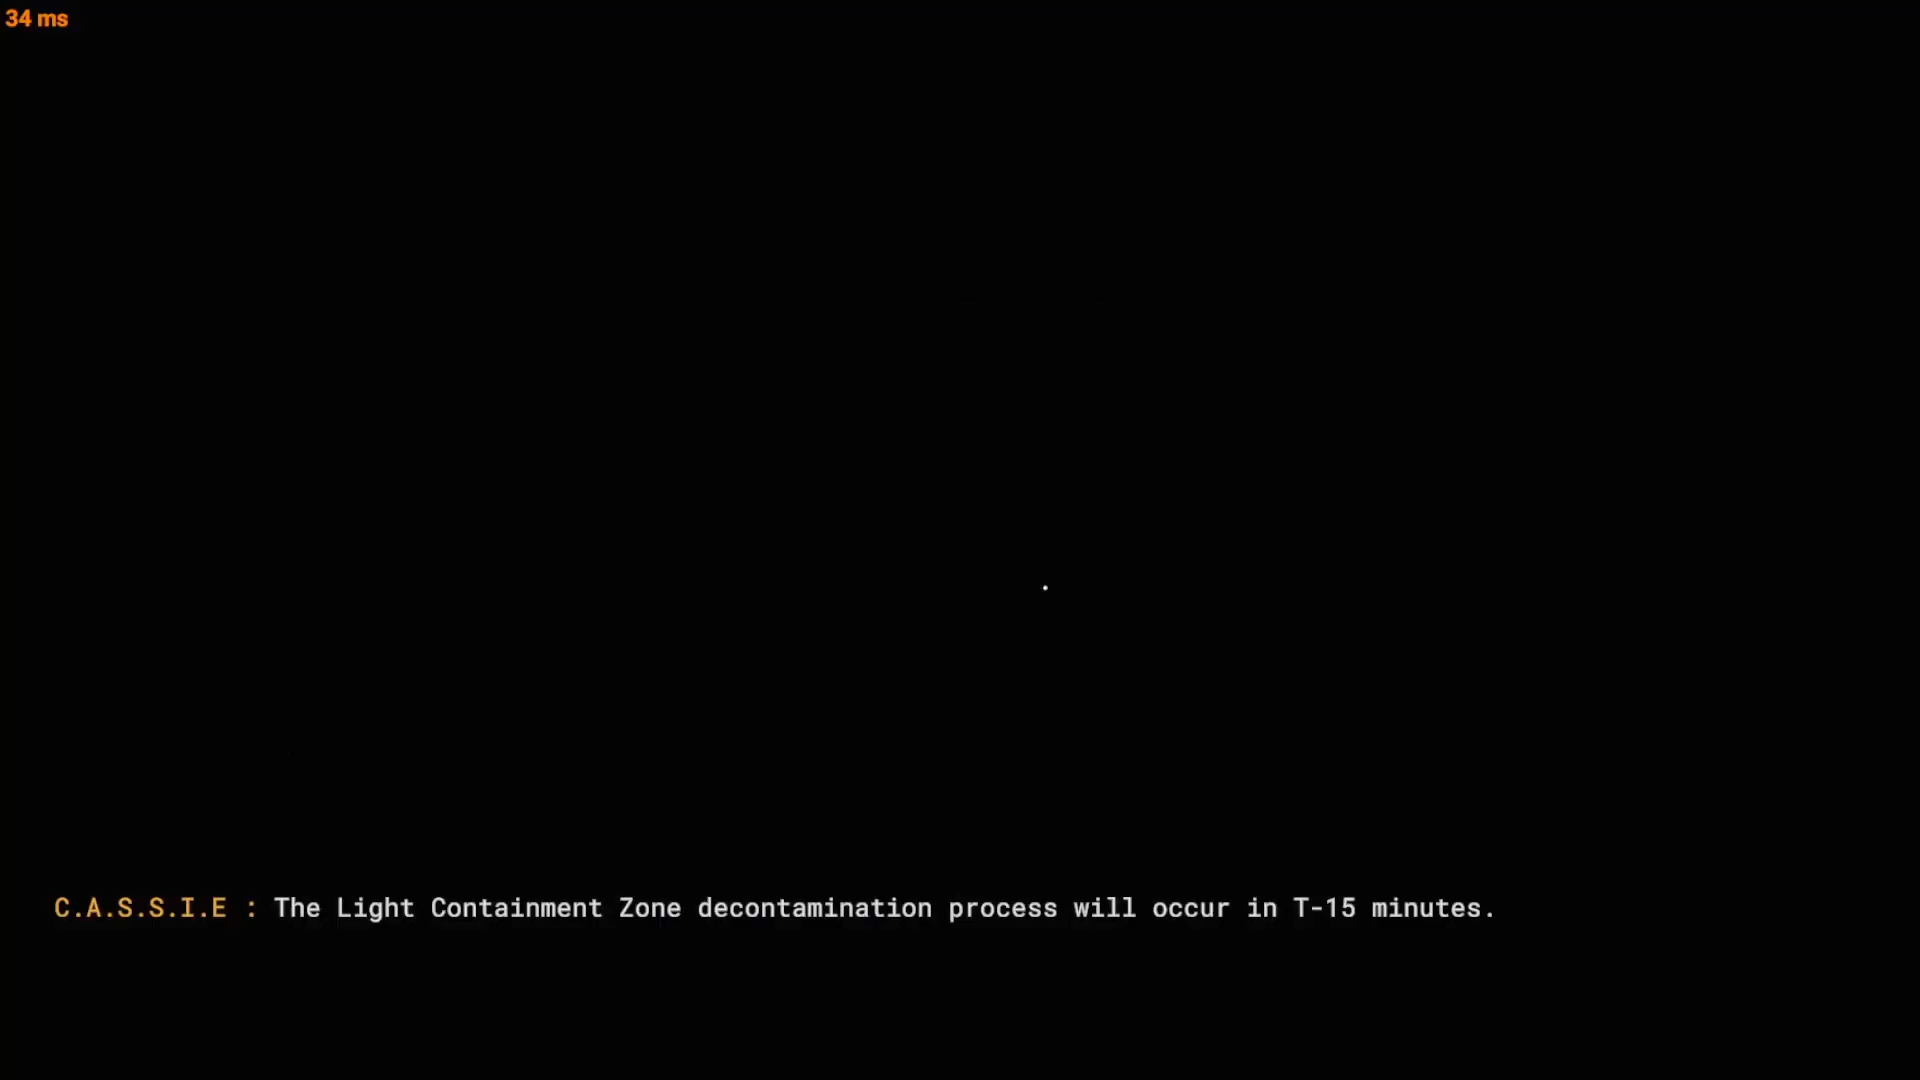 34 ms
C.A.S.S.I.E : The Light Containment Zone decontamination process will occur in T-15 minutes.